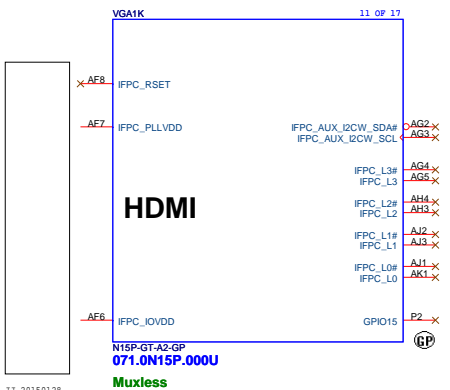 VGA1K 11 OF 17
AF8 IFPC_RSET
AF7 IFPC_PLLVDD
IFPC_AUX_I2CW_SDA# AG2
IFPC_AUX_I2CW_SCL AG3
IFPC_L3# AG4
IFPC_L3 AG5
IFPC_L2# AH4
IFPC_L2 AH3
HDMI
IFPC_L1# AJ2
IFPC_L1 AJ3
IFPC_L0# AJ1
IFPC_L0 AK1
AF6 IFPC_IOVDD
GPIO15 P2
GP
N15P-GT-A2-GP
071.0N15P.000U
Muxless